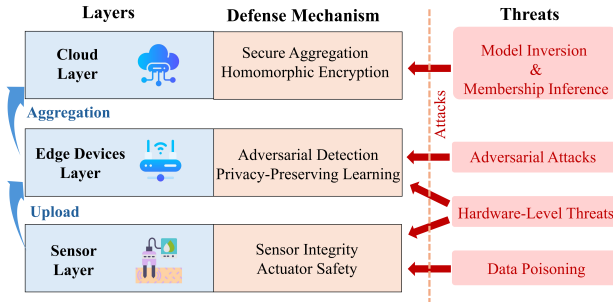 Layers
Defense Mechanism
Threats
Cloud
Layer
Secure Aggregation
Homomorphic Encryption
Model Inversion
&
Membership Inference
Aggregation
Attacks
Edge Devices
Layer
Adversarial Detection
Privacy-Preserving Learning
Adversarial Attacks
Upload
Hardware-Level Threats
Sensor
Layer
Sensor Integrity
Actuator Safety
Data Poisoning